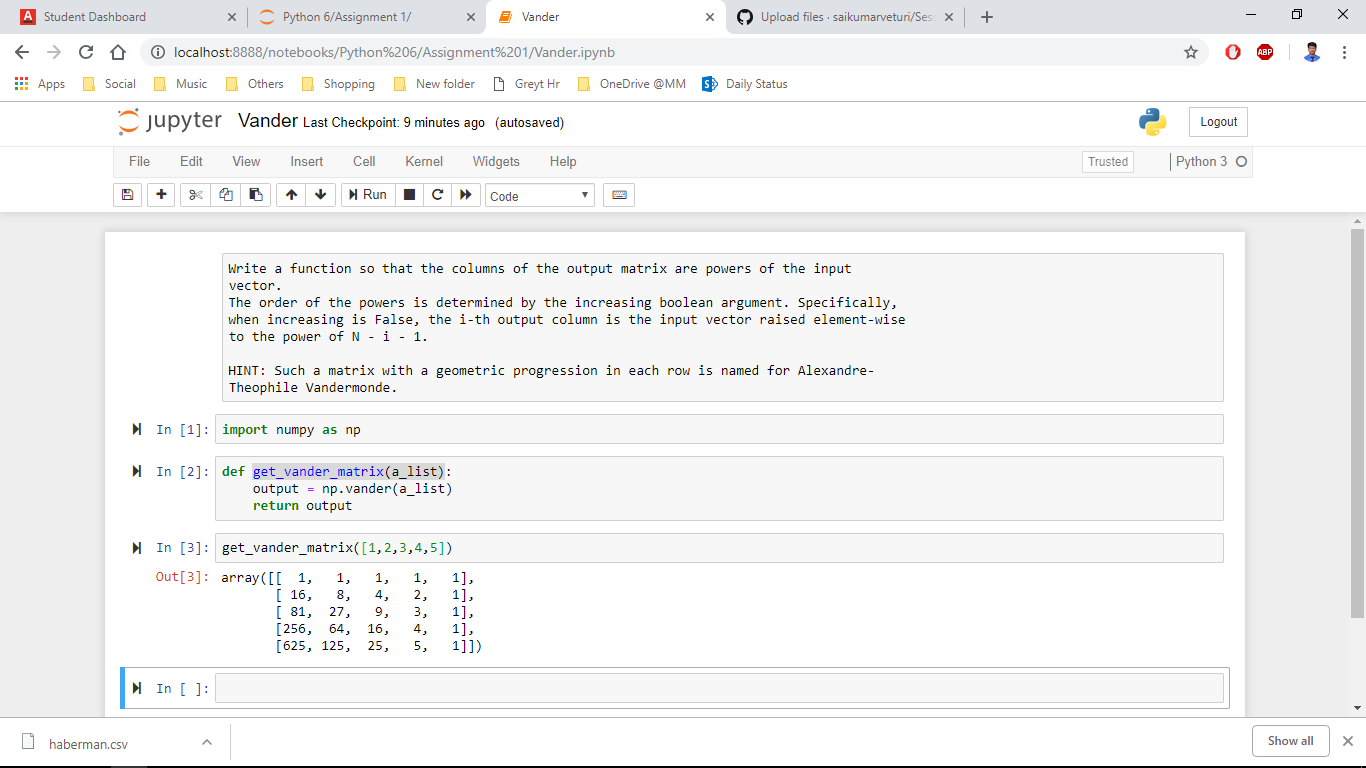 Student Dashboard
Python 6/Assignment 1/
Vander
Upload files · saikumarveturi/Ses
localhost:8888/notebooks/Python%206/Assignment%201/Vander.ipynb
ABP
Apps Social Music Others Shopping New folder Greyt Hr OneDrive @MM Daily Status
jupyter Vander Last Checkpoint: 9 minutes ago (autosaved)
Logout
File Edit View Insert Cell Kernel Widgets Help
Trusted
Python 3
Run
Code
Write a function so that the columns of the output matrix are powers of the input
vector.
The order of the powers is determined by the increasing boolean argument. Specifically,
when increasing is False, the i-th output column is the input vector raised element-wise
to the power of N - i - 1.
HINT: Such a matrix with a geometric progression in each row is named for Alexandre-
Theophile Vandermonde.
In [1]: import numpy as np
In [2]: def get_vander_matrix(a_list):
output = np.vander(a_list)
return output
In [3]: get_vander_matrix([1,2,3,4,5])
Out[3]: array([[  1,   1,   1,   1,   1],
[ 16,   8,   4,   2,   1],
[ 81,  27,   9,   3,   1],
[256,  64,  16,   4,   1],
[625, 125,  25,   5,   1]])
In [ ]:
haberman.csv
Show all